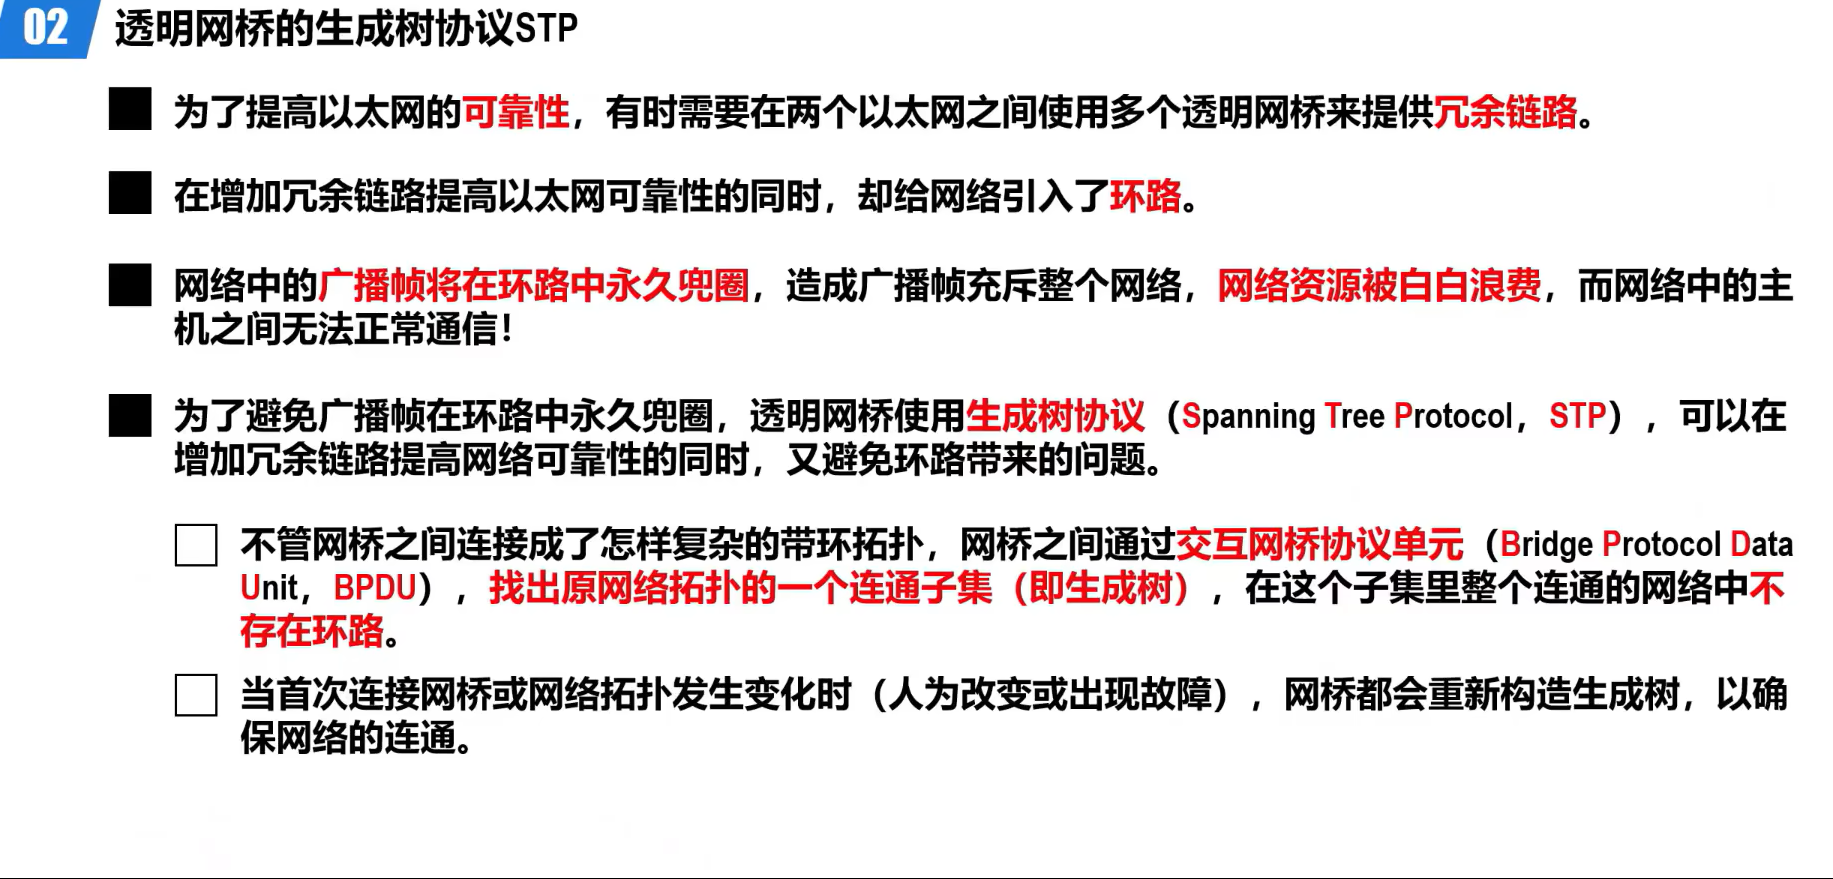 02 透明网桥的生成树协议STP
为了提高以太网的可靠性，有时需要在两个以太网之间使用多个透明网桥来提供冗余链路。
在增加冗余链路提高以太网可靠性的同时，却给网络引入了环路。
网络中的广播帧将在环路中永久兜圈，造成广播帧充斥整个网络，网络资源被白白浪费，而网络中的主
机之间无法正常通信！
为了避免广播帧在环路中永久兜圈，透明网桥使用生成树协议（Spanning Tree Protocol，STP），可以在
增加冗余链路提高网络可靠性的同时，又避免环路带来的问题。
不管网桥之间连接成了怎样复杂的带环拓扑，网桥之间通过交互网桥协议单元（Bridge Protocol Data
Unit，BPDU），找出原网络拓扑的一个连通子集（即生成树），在这个子集里整个连通的网络中不
存在环路。
当首次连接网桥或网络拓扑发生变化时（人为改变或出现故障），网桥都会重新构造生成树，以确
保网络的连通。